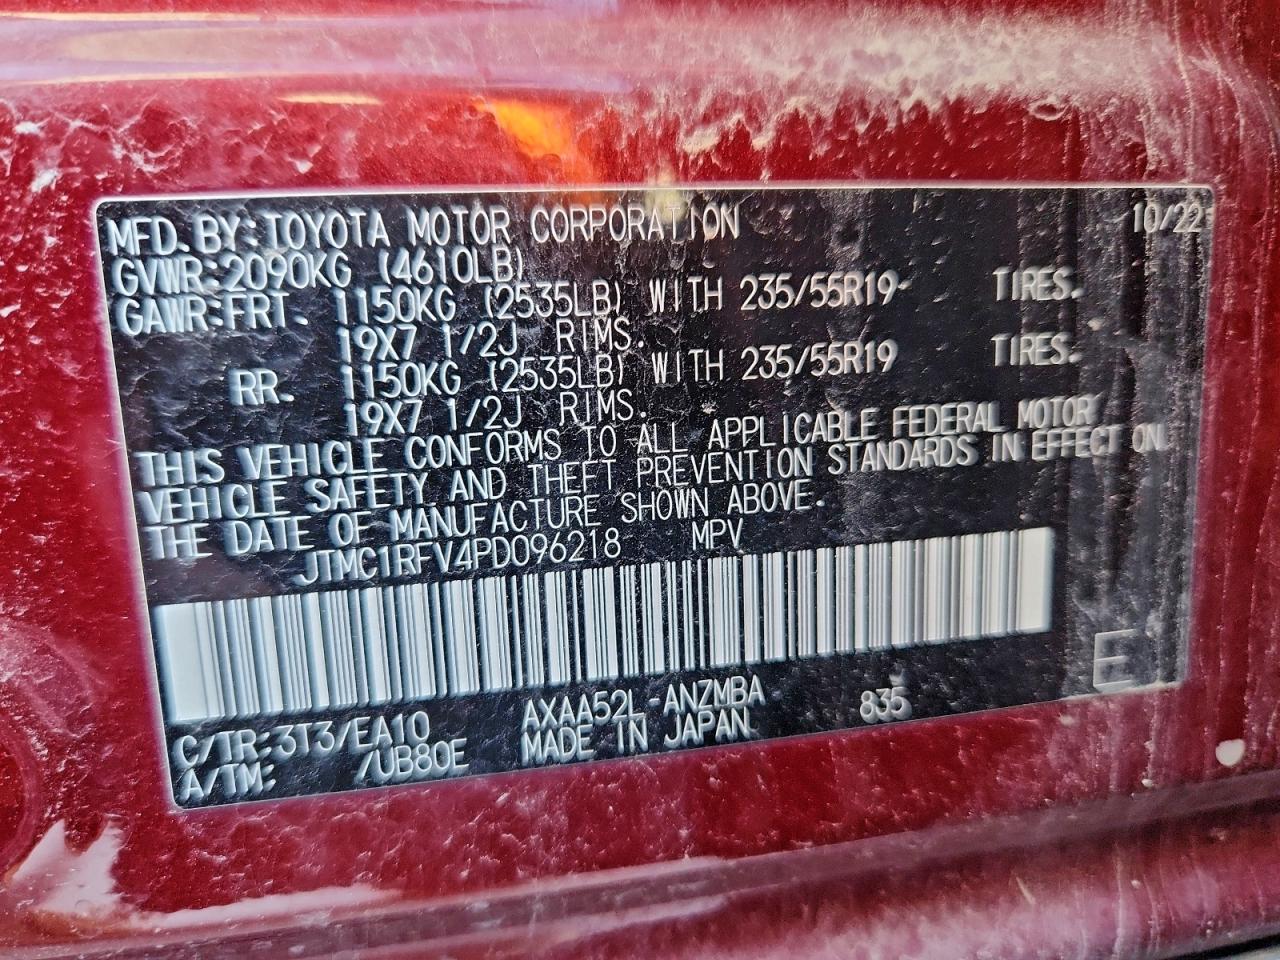 MFD.BY:TOYOTA MOTOR CORPORATION 10/22
GVWR:2090KG (4610LB)
GAWR:FRT. 1150KG (2535LB) WITH 235/55R19 TIRES.
19X7 1/2J RIMS.
RR. 1150KG (2535LB) WITH 235/55R19 TIRES.
19X7 1/2J RIMS.
THIS VEHICLE CONFORMS TO ALL APPLICABLE FEDERAL MOTOR
VEHICLE SAFETY AND THEFT PREVENTION STANDARDS IN EFFECT ON
THE DATE OF MANUFACTURE SHOWN ABOVE.
JTMC1RFV4PD096218 MPV
E
C/TR:3T3/EA10 AXAA52L-ANZMBA 835
A/TM: /UB80E MADE IN JAPAN